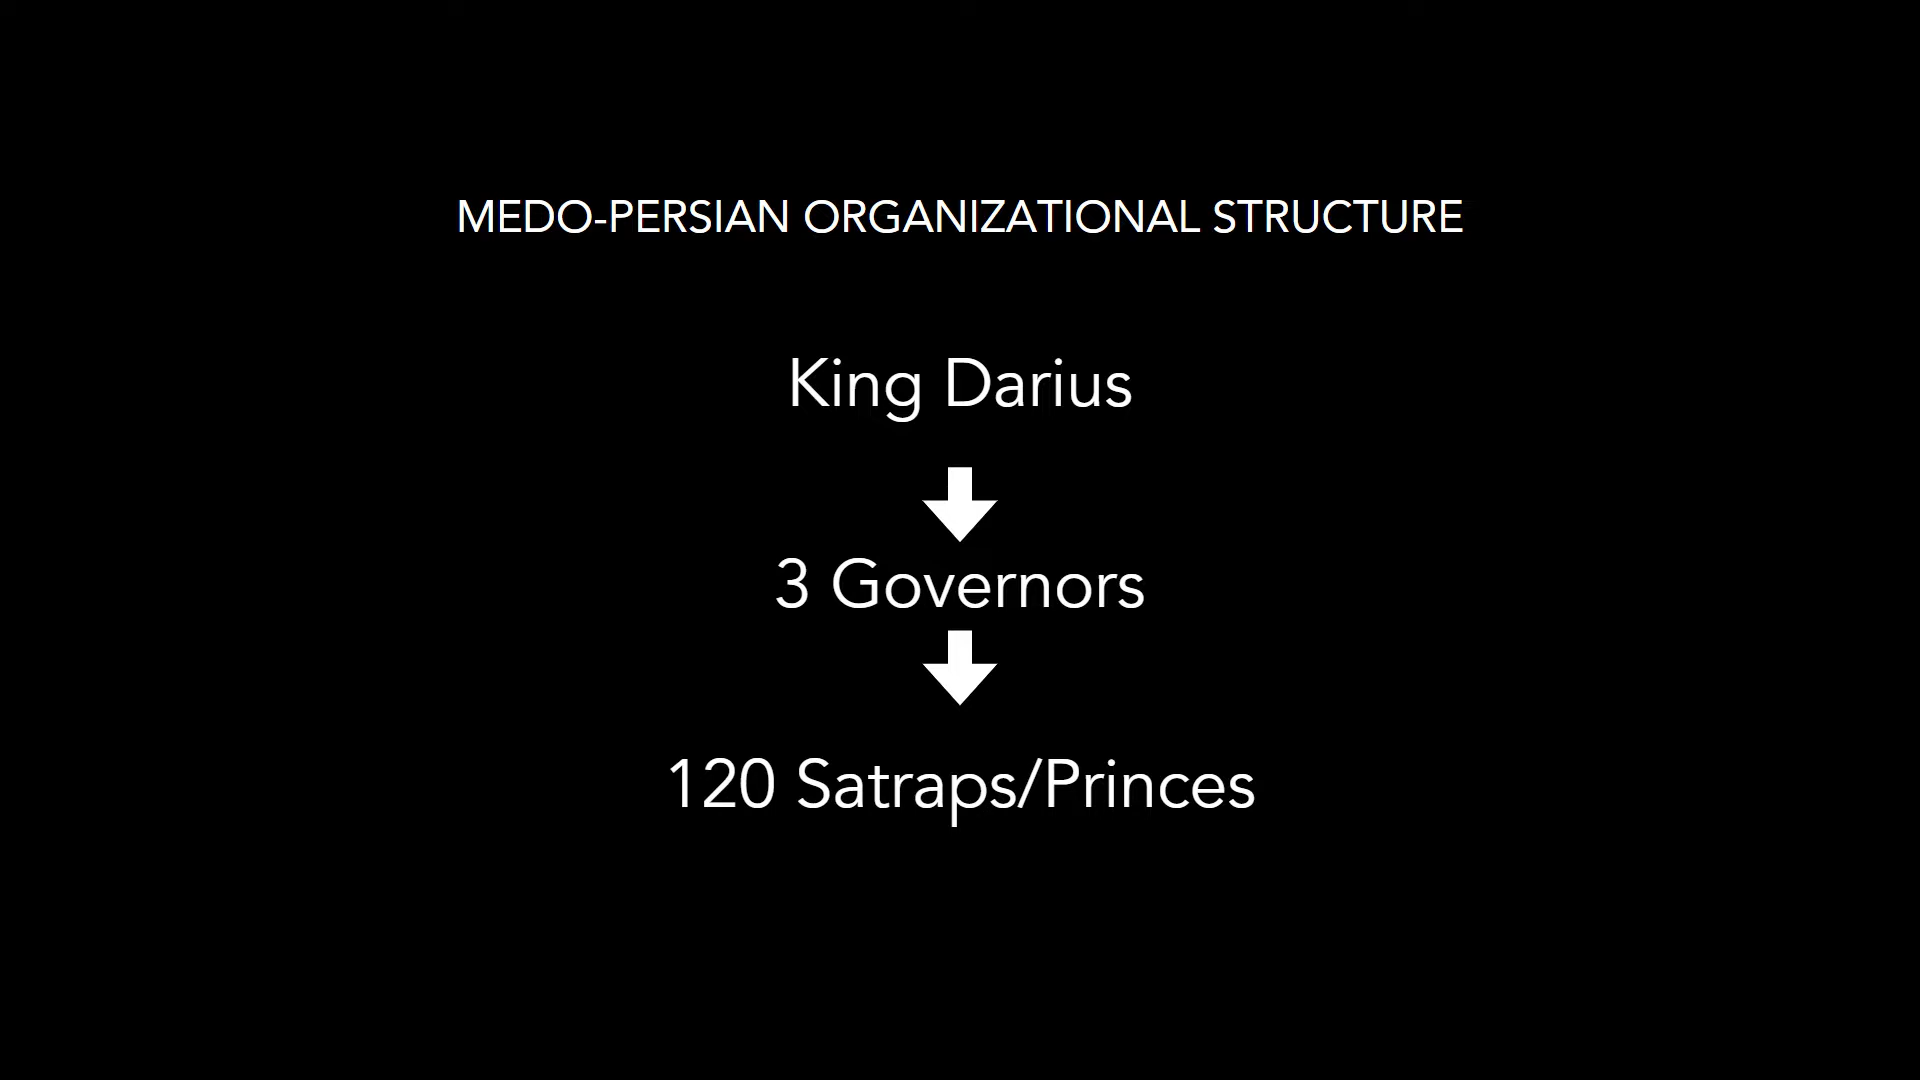 MEDO-PERSIAN ORGANIZATIONAL STRUCTURE
King Darius
3 Governors
120 Satraps/Princes